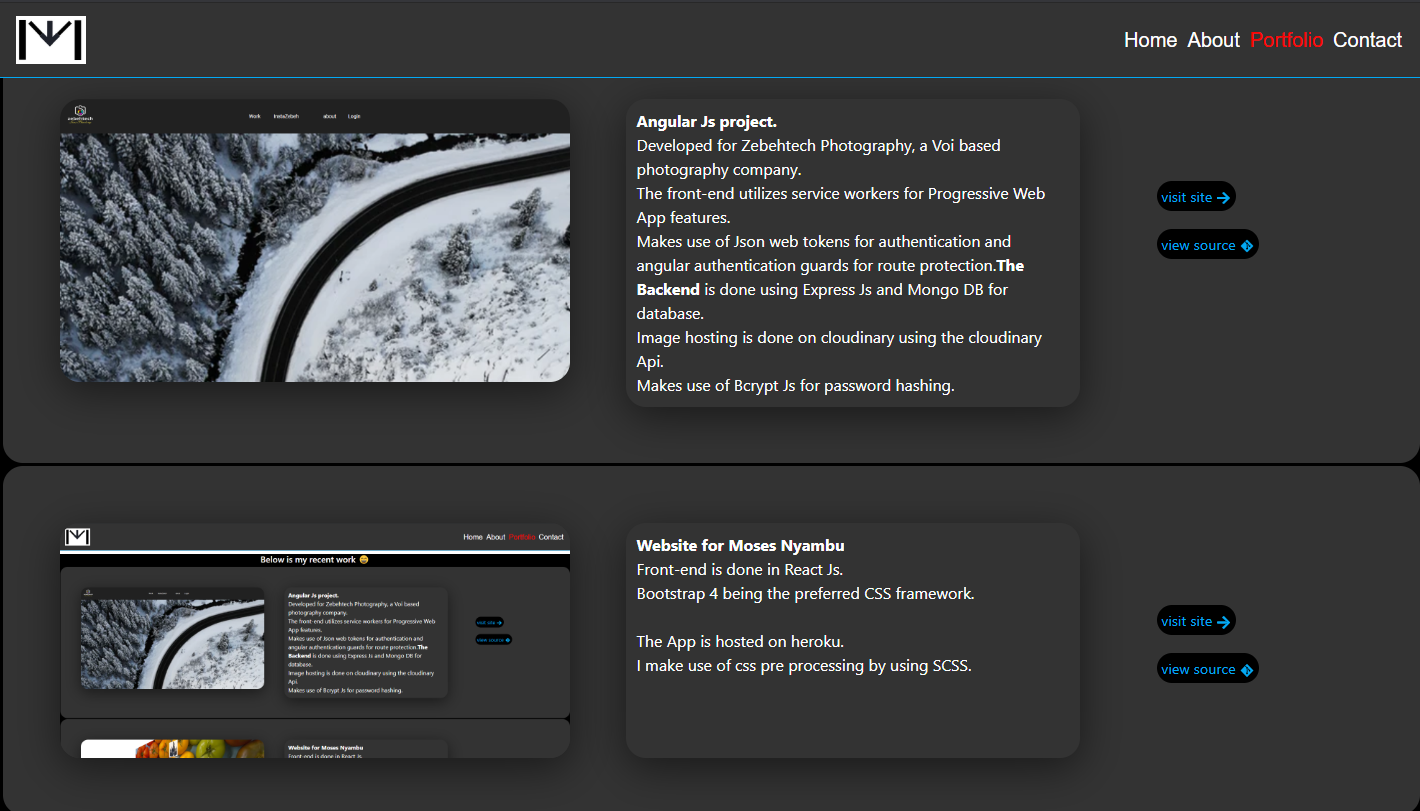 Home About Portfolio Contact
zebehtech
Work InstaZebeh about Login
Angular Js project.
Developed for Zebehtech Photography, a Voi based
photography company.
The front-end utilizes service workers for Progressive Web
App features.
Makes use of Json web tokens for authentication and
angular authentication guards for route protection.The
Backend is done using Express Js and Mongo DB for
database.
Image hosting is done on cloudinary using the cloudinary
Api.
Makes use of Bcrypt Js for password hashing.
visit site
view source
Home About Portfolio Contact
Below is my recent work
Angular Js project.
Developed for Zebehtech Photography, a Voi based
photography company.
The front-end utilizes service workers for Progressive Web
App features.
Makes use of Json web tokens for authentication and
angular authentication guards for route protection.The
Backend is done using Express Js and Mongo DB for
database.
Image hosting is done on cloudinary using the cloudinary
Api.
Makes use of Bcrypt Js for password hashing.
visit site
view source
Website for Moses Nyambu
Front-end is done in React Js.
Website for Moses Nyambu
Front-end is done in React Js.
Bootstrap 4 being the preferred CSS framework.
The App is hosted on heroku.
I make use of css pre processing by using SCSS.
visit site
view source